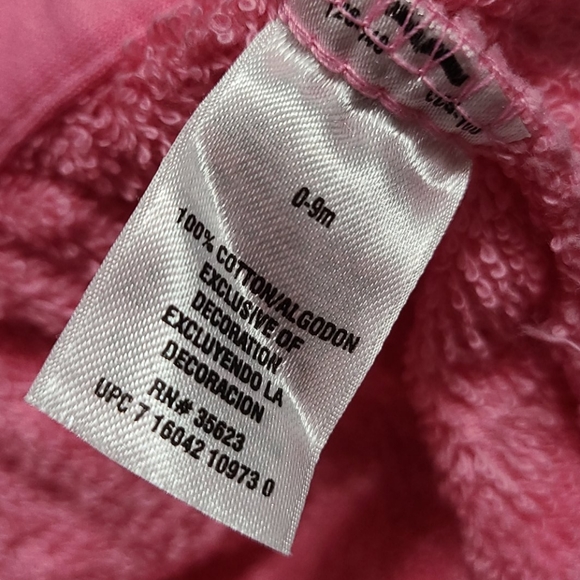 0-9m
100% COTTON/ALGODON
EXCLUSIVE OF
DECORATION
EXCLUYENDO LA
DECORACION
RN# 35623
UPC 7 16042 10973 0